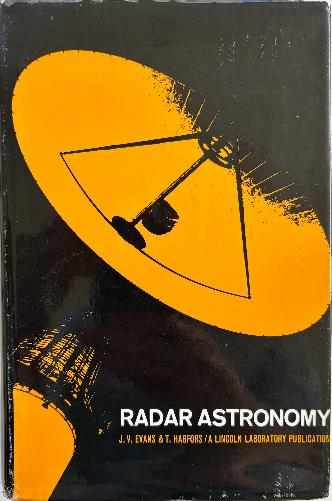 RADAR ASTRONOMY
J. V. EVANS & T. HAGFORS / A LINCOLN LABORATORY PUBLICATION